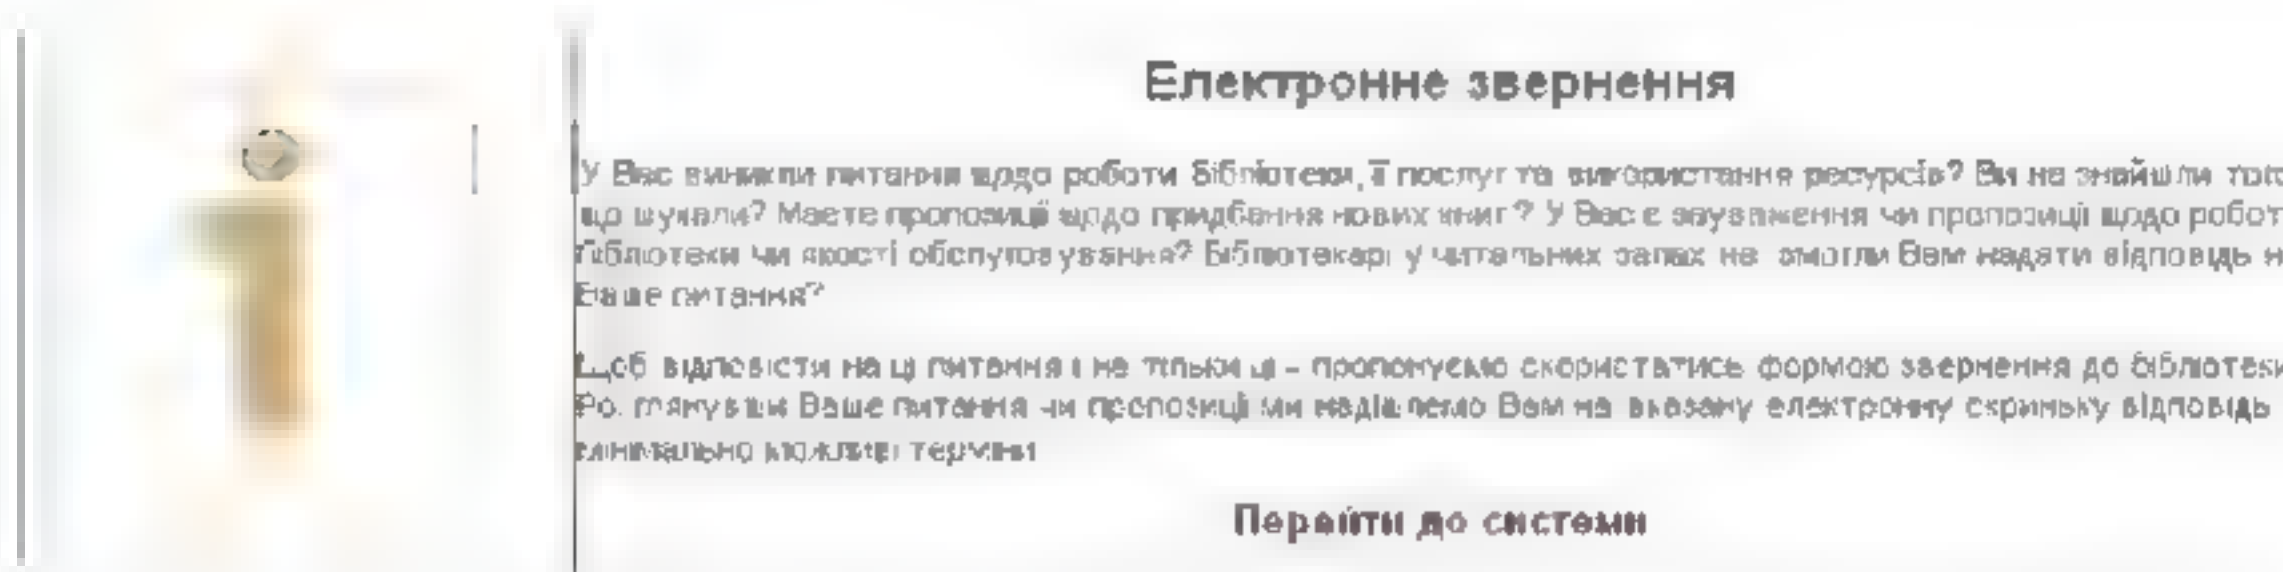 Електронне звернення
У Вас виникли питання щодо роботи бібліотеки, її послуг та використання ресурсів? Ви не знайшли того
що шукали? Маєте пропозиції щодо придбання нових книг? У Вас є зауваження чи пропозиції щодо робот
бібліотеки чи якості обслуговування? Бібліотекарі у читальних залах не змогли Вам надати відповідь н
Ваше питання?
Щоб відповісти на ці питання і не тільки ці - пропонуємо скористатись формою звернення до бібліотеки
Розглянувши Ваше питання чи пропозиції ми надішлемо Вам на вказану електронну скриньку відповідь
мінімально можливі терміни
Перейти до системи